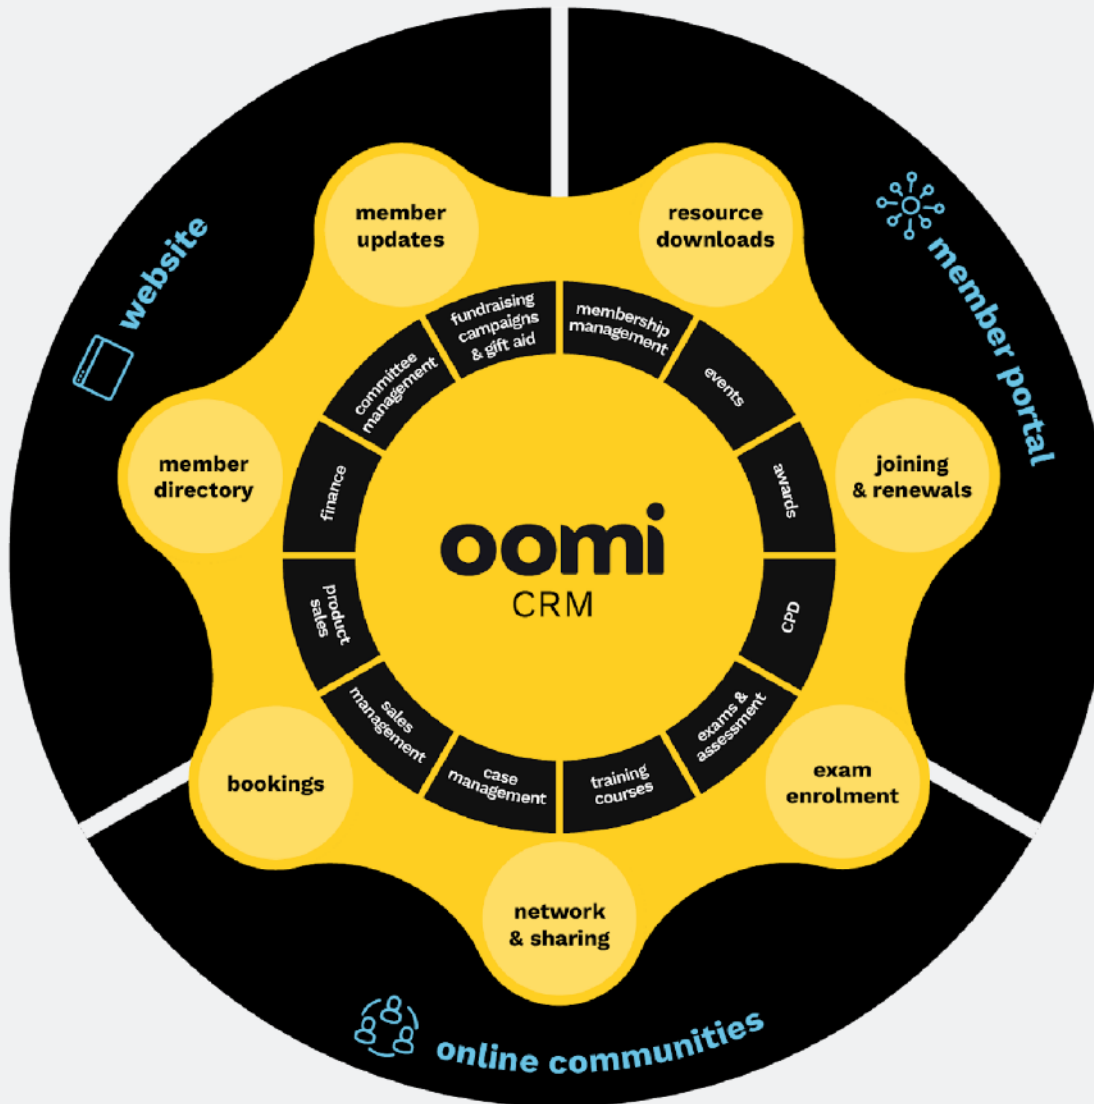 website
member portal
online communities
member
updates
resource
downloads
joining
& renewals
exam
enrolment
network
& sharing
bookings
member
directory
membership
management
events
awards
CPD
exams &
assessment
training
courses
case
management
sales
management
product
sales
finance
committee
management
fundraising
campaigns
& gift aid
oomi
CRM